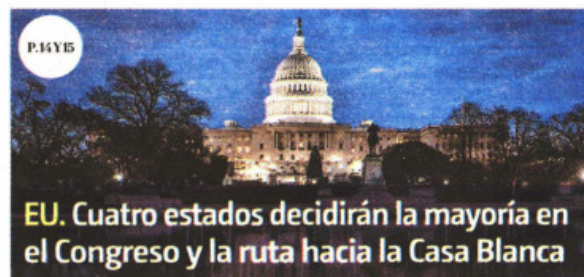 P.14 Y 15
EU. Cuatro estados decidirán la mayoría en
el Congreso y la ruta hacia la Casa Blanca